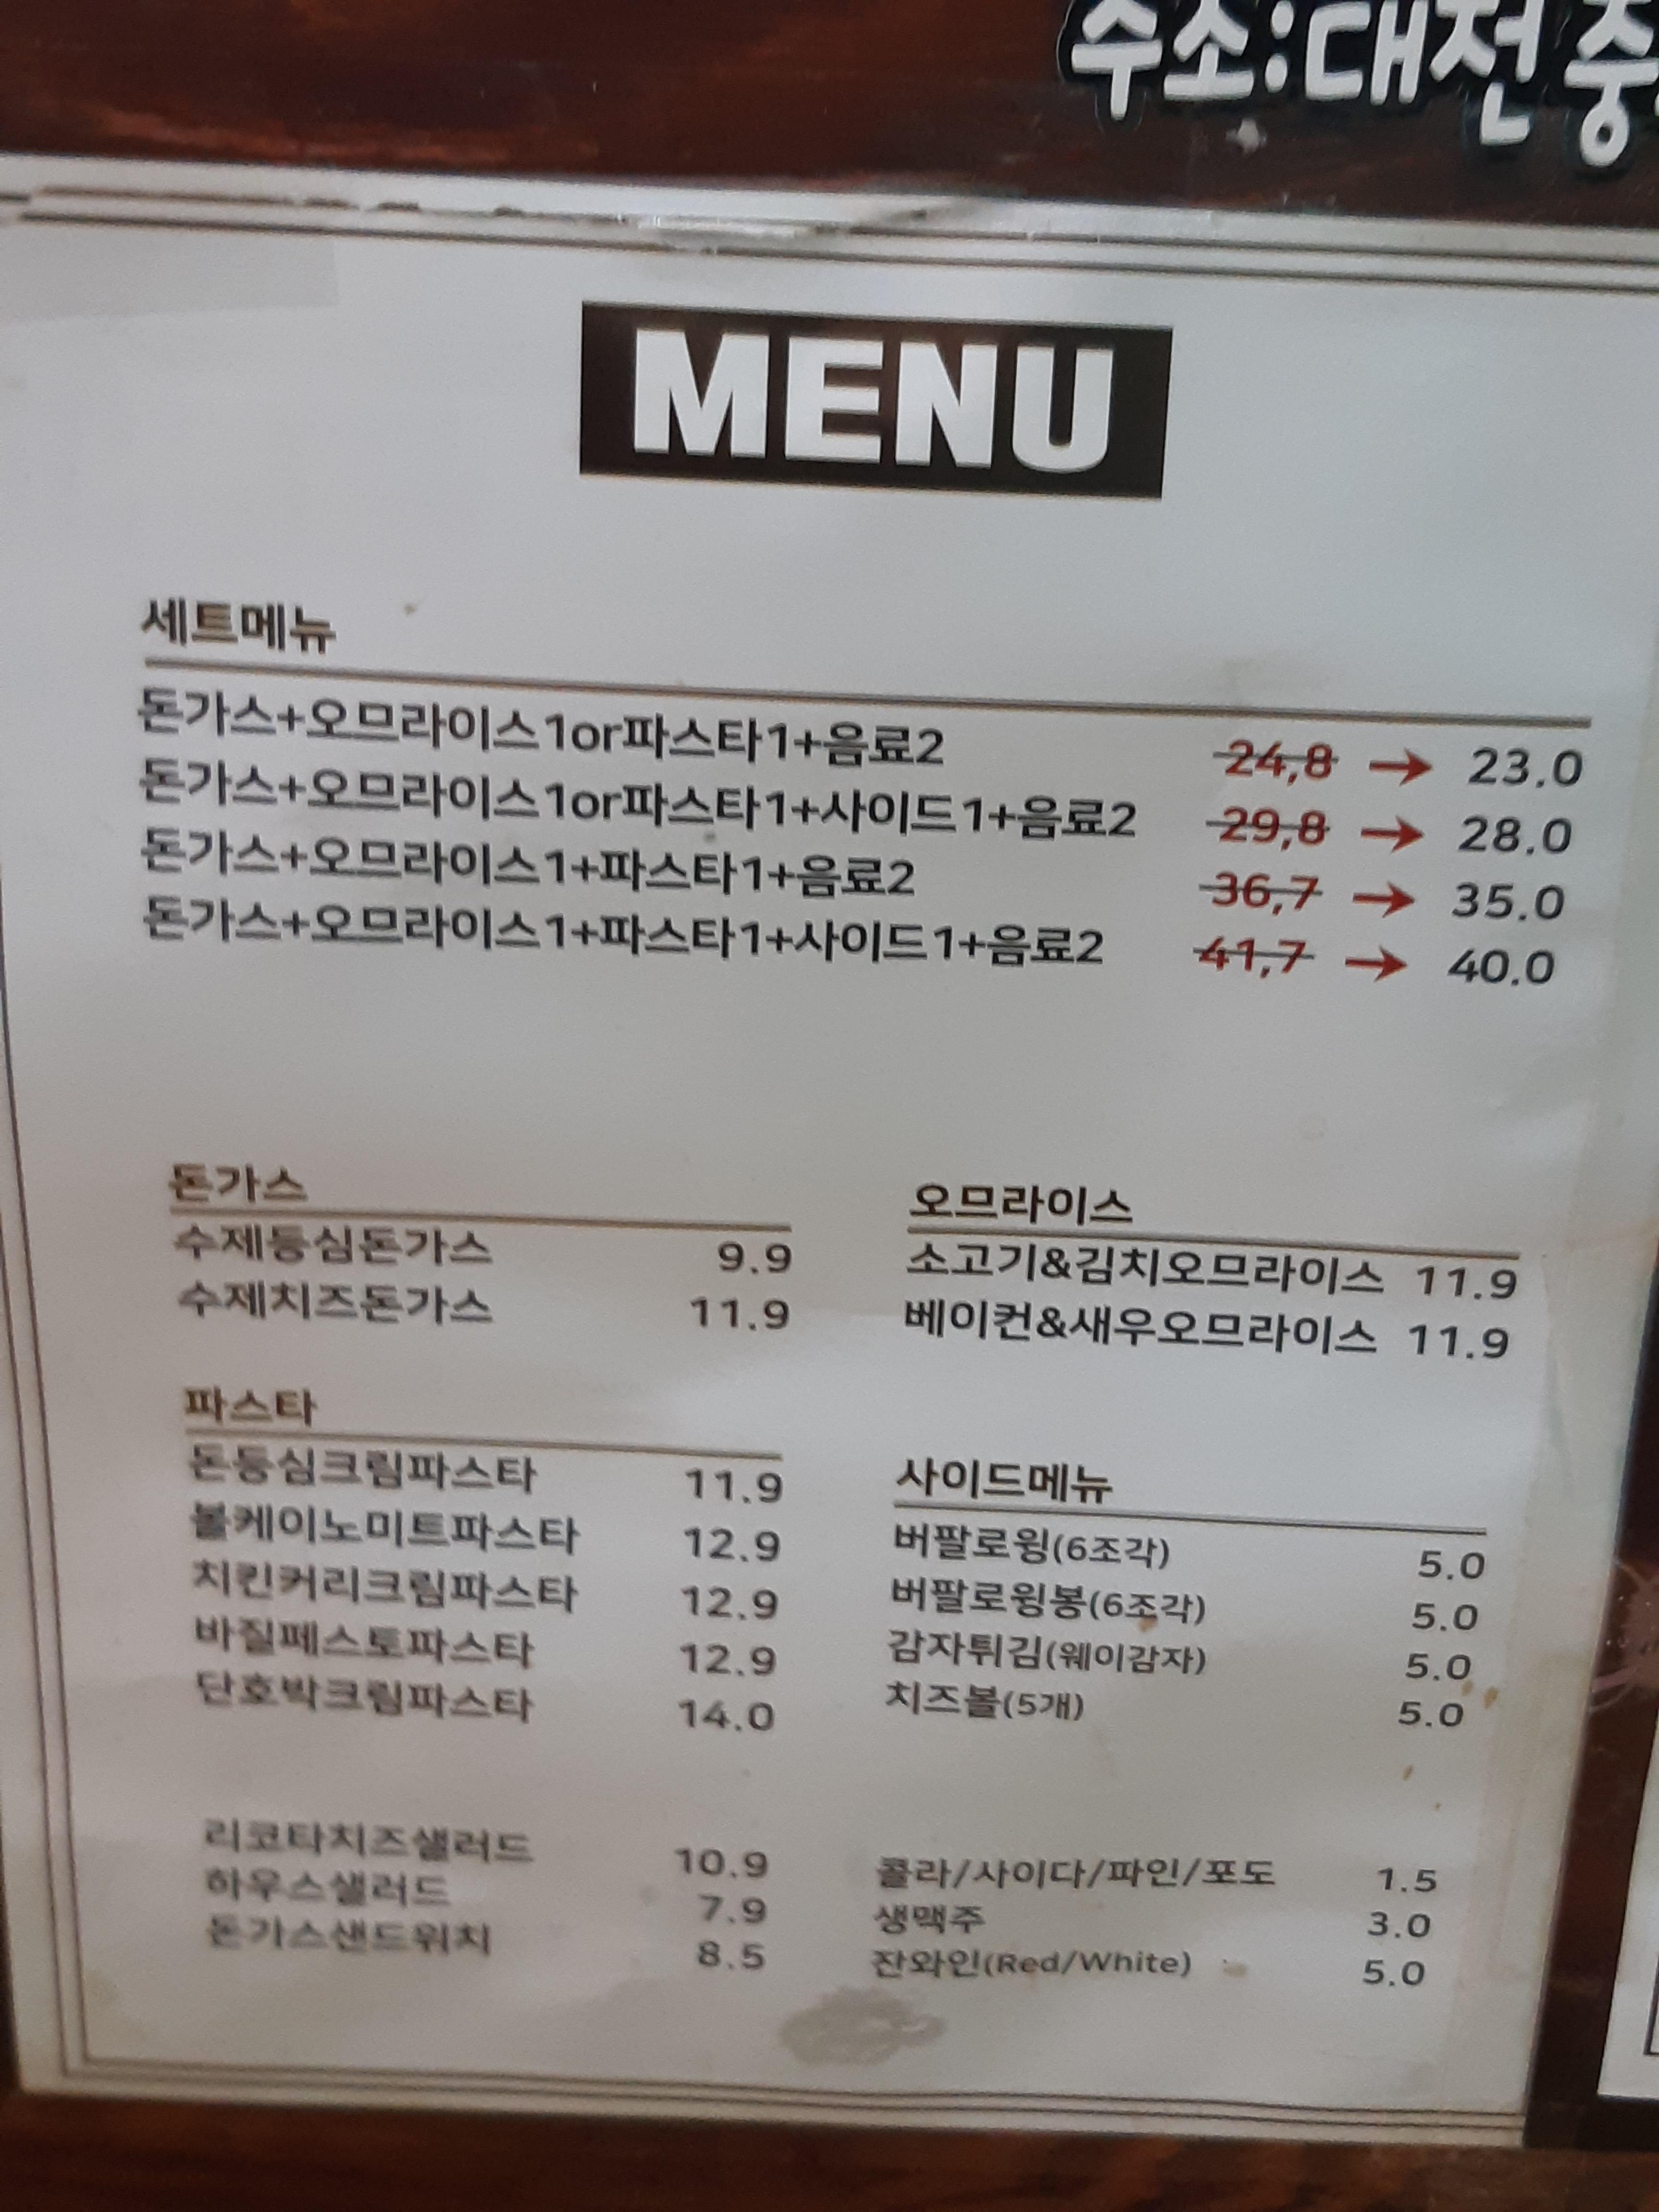 주소:대전 중
MENU
세트메뉴
돈가스+오므라이스1or파스타1+음료2 24,8 → 23.0
돈가스+오므라이스1or파스타1+사이드1+음료2 29,8 → 28.0
돈가스+오므라이스1+파스타1+음료2 36,7 → 35.0
돈가스+오므라이스1+파스타1+사이드1+음료2 41,7 → 40.0
돈가스
수제등심돈가스 9.9
수제치즈돈가스 11.9
오므라이스
소고기&김치오므라이스 11.9
베이컨&새우오므라이스 11.9
파스타
돈등심크림파스타 11.9
볼케이노미트파스타 12.9
치킨커리크림파스타 12.9
바질페스토파스타 12.9
단호박크림파스타 14.0
사이드메뉴
버팔로윙(6조각) 5.0
버팔로윙봉(6조각) 5.0
감자튀김(웨이감자) 5.0
치즈볼(5개) 5.0
리코타치즈샐러드 10.9
하우스샐러드 7.9
돈가스샌드위치 8.5
콜라/사이다/파인/포도 1.5
생맥주 3.0
잔와인(Red/White) 5.0